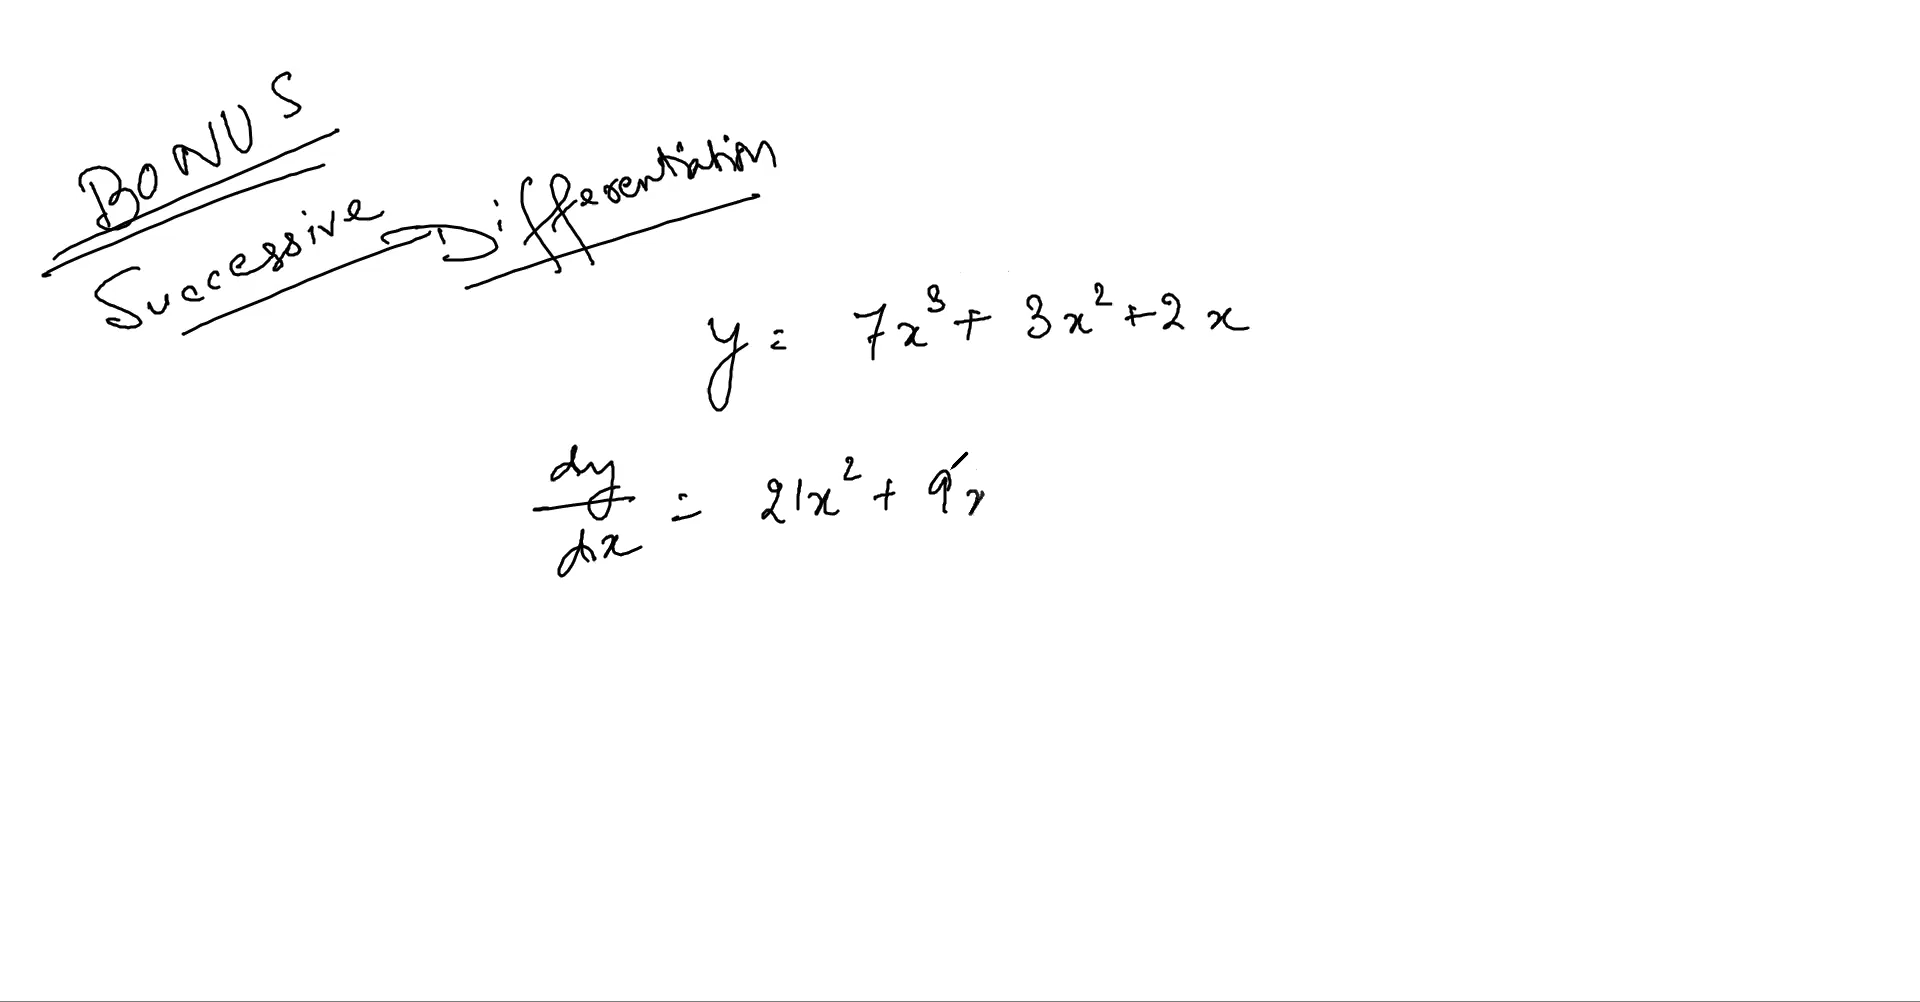 BONUS
Successive Differentiation
y = 7x³ + 3x² + 2x
dy/dx = 21x² + 9x